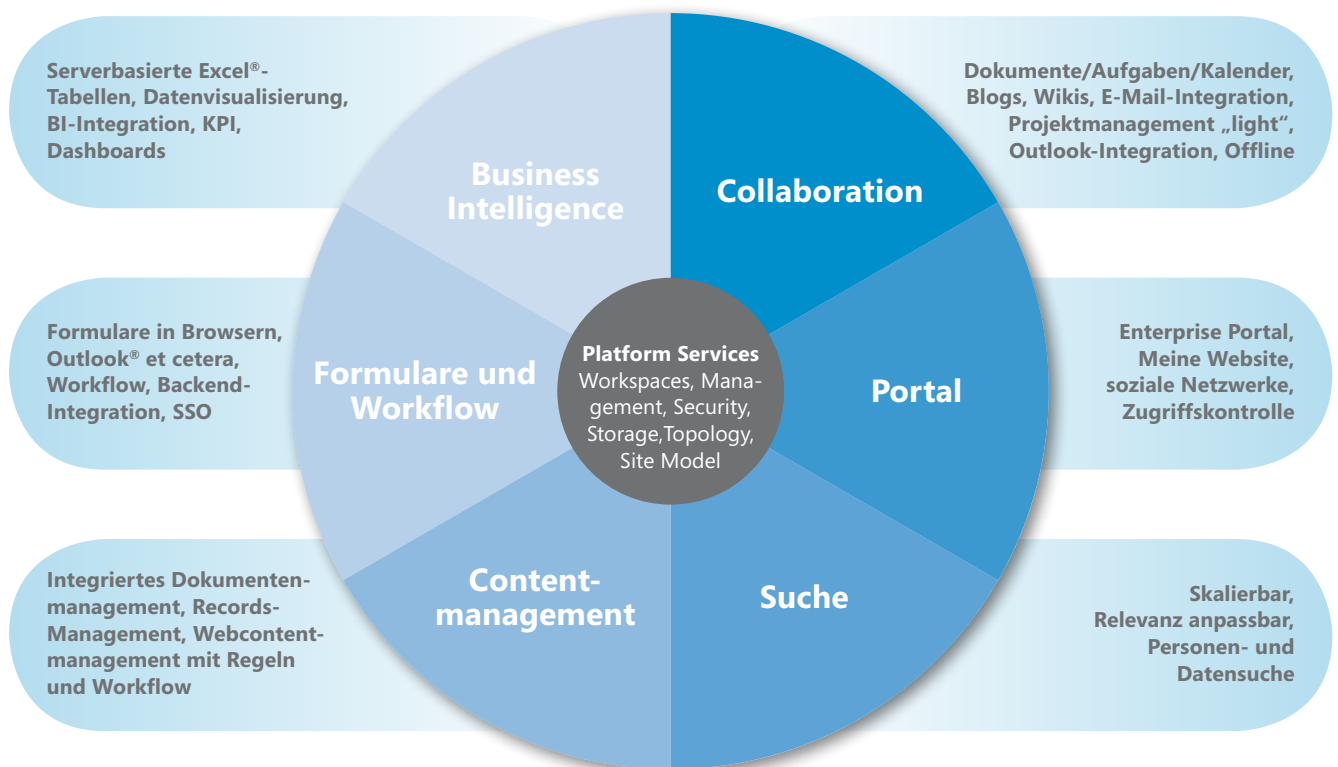 Serverbasierte Excel®-
Tabellen, Datenvisualisierung,
BI-Integration, KPI,
Dashboards
Business
Intelligence
Collaboration
Dokumente/Aufgaben/Kalender,
Blogs, Wikis, E-Mail-Integration,
Projektmanagement „light“,
Outlook-Integration, Offline
Formulare in Browsern,
Outlook® et cetera,
Workflow, Backend-
Integration, SSO
Formulare und
Workflow
Platform Services
Workspaces, Mana-
gement, Security,
Storage,Topology,
Site Model
Portal
Enterprise Portal,
Meine Website,
soziale Netzwerke,
Zugriffskontrolle
Integriertes Dokumenten-
management, Records-
Management, Webcontent-
management mit Regeln
und Workflow
Content-
management
Suche
Skalierbar,
Relevanz anpassbar,
Personen- und
Datensuche